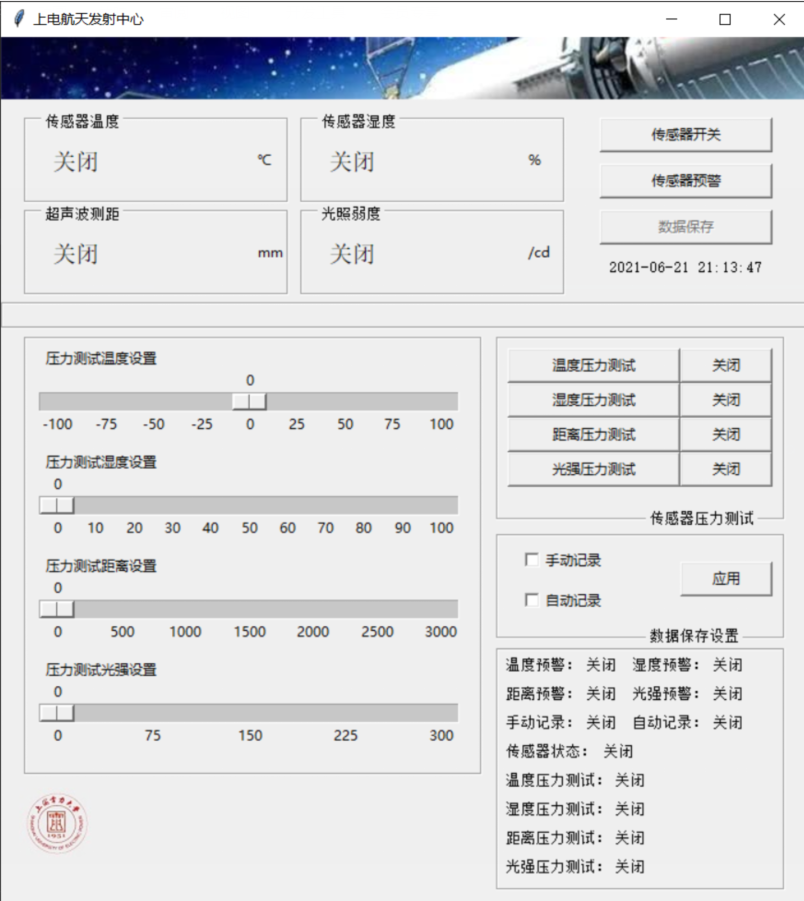 上电航天发射中心
传感器温度
关闭 ℃
传感器湿度
关闭 %
传感器开关
传感器预警
数据保存
超声波测距
关闭 mm
光照弱度
关闭 /cd
2021-06-21 21:13:47
压力测试温度设置
0
-100 -75 -50 -25 0 25 50 75 100
压力测试湿度设置
0
0 10 20 30 40 50 60 70 80 90 100
压力测试距离设置
0
0 500 1000 1500 2000 2500 3000
压力测试光强设置
0
0 75 150 225 300
温度压力测试 关闭
湿度压力测试 关闭
距离压力测试 关闭
光强压力测试 关闭
传感器压力测试
手动记录
自动记录
应用
数据保存设置
温度预警： 关闭 湿度预警： 关闭
距离预警： 关闭 光强预警： 关闭
手动记录： 关闭 自动记录： 关闭
传感器状态： 关闭
温度压力测试： 关闭
湿度压力测试： 关闭
距离压力测试： 关闭
光强压力测试： 关闭
1951